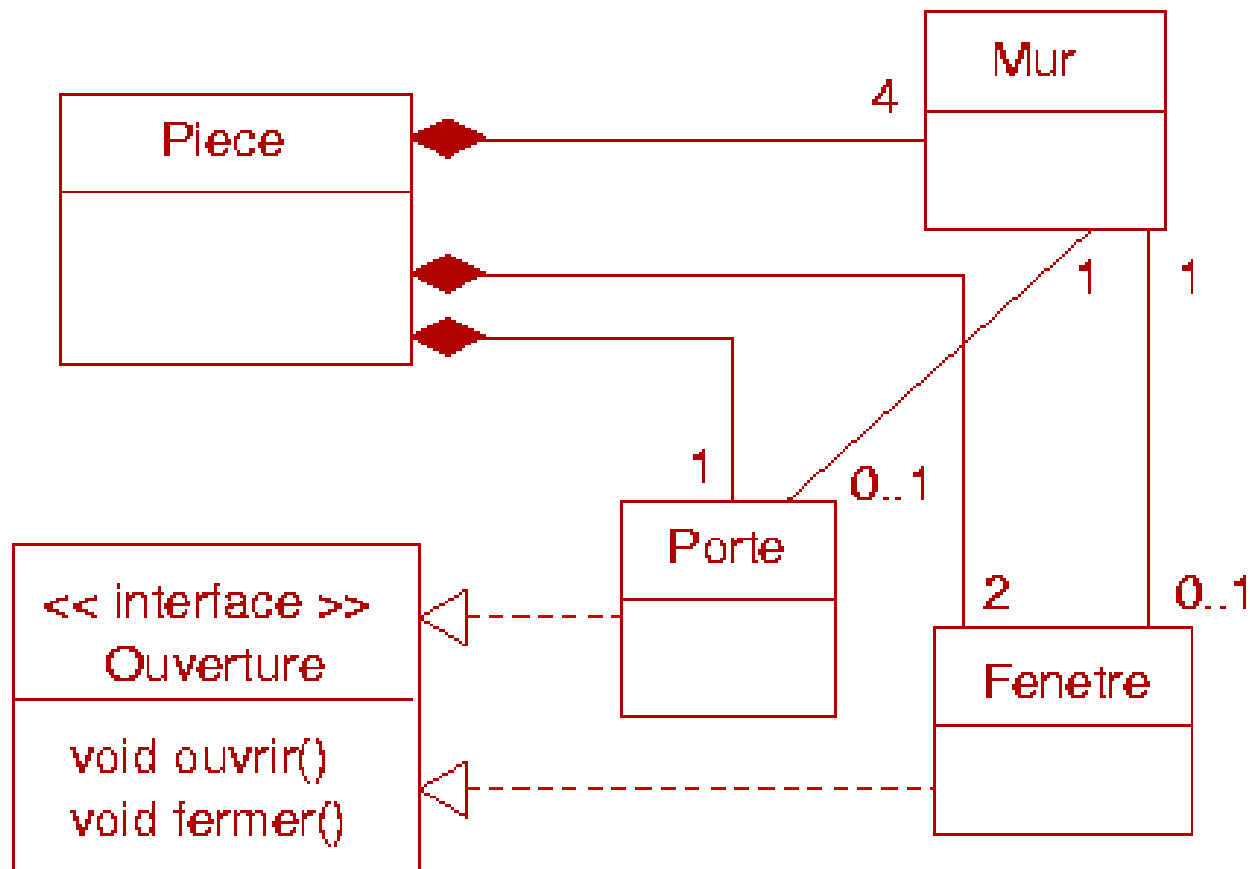 Mur
4
Piece
1
1
1
0..1
Porte
<< interface >>
Ouverture
2
0..1
Fenetre
void ouvrir()
void fermer()